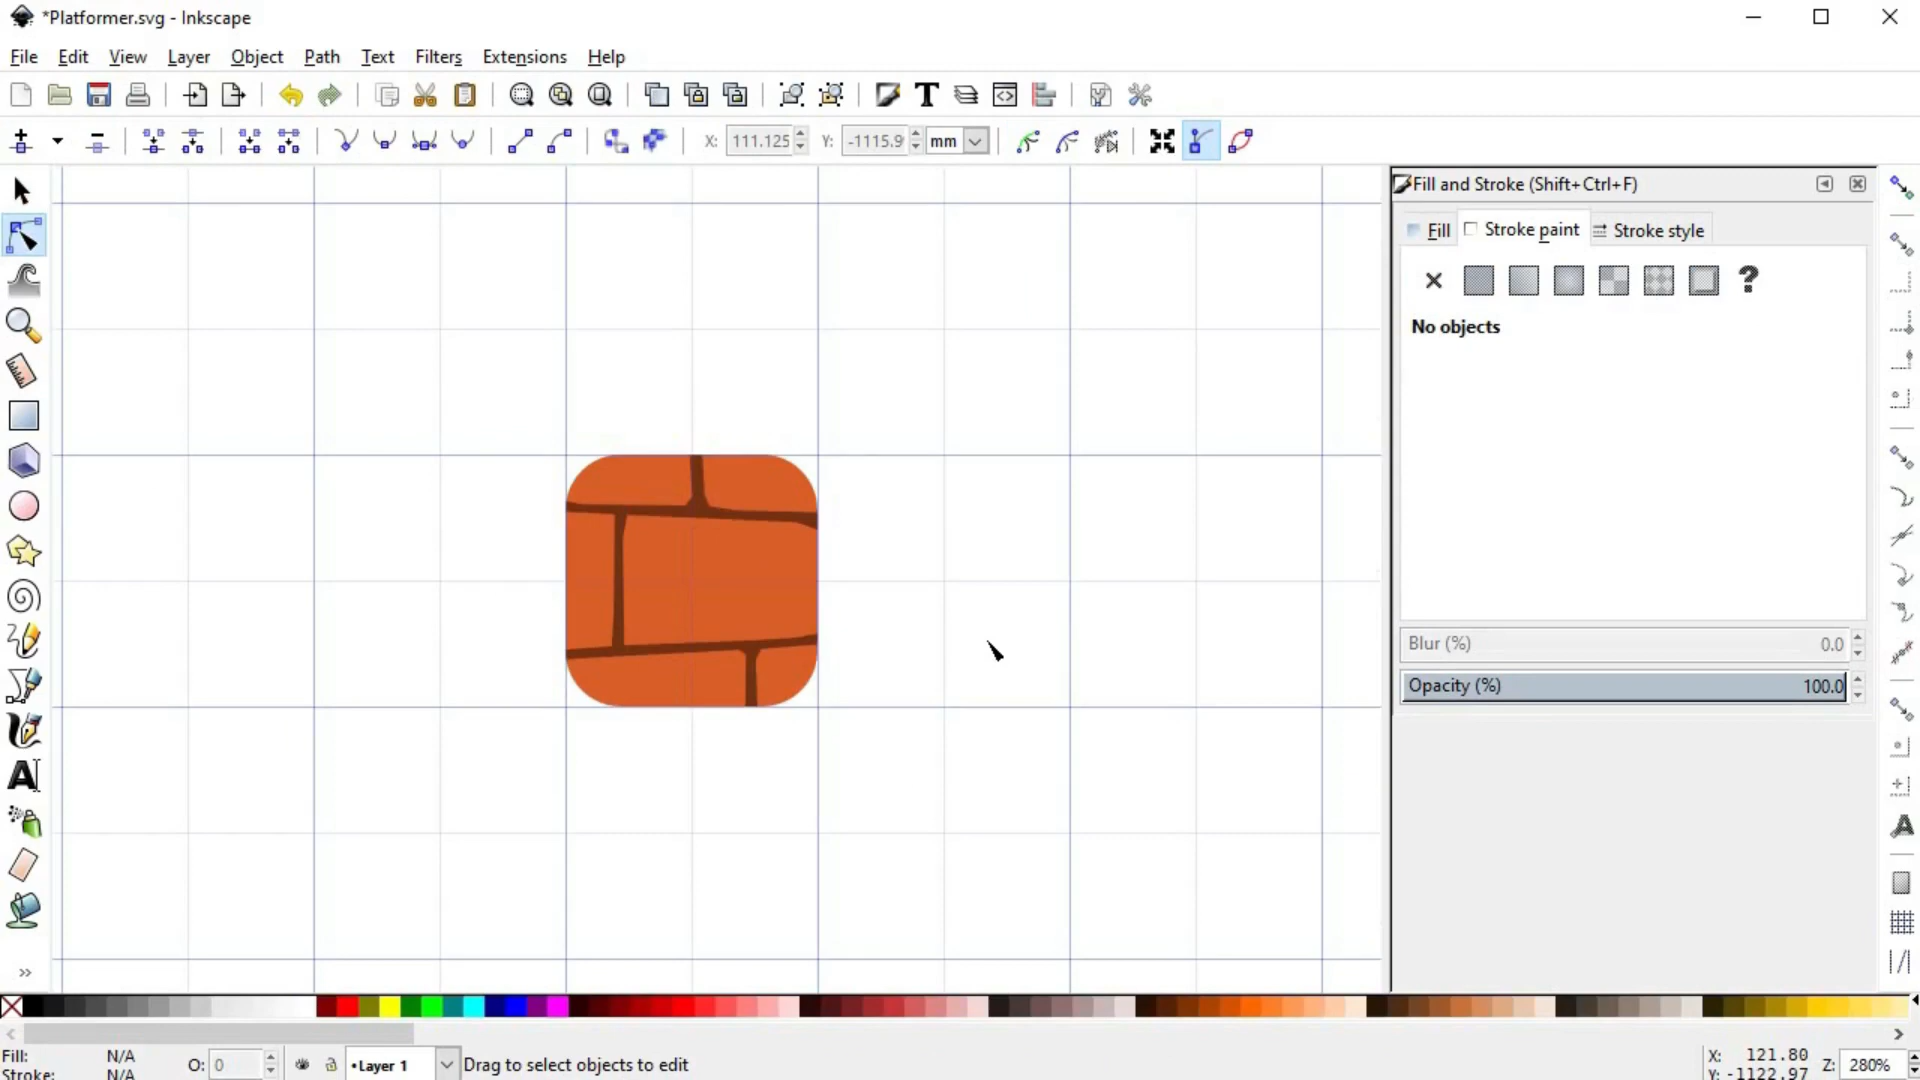 *Platformer.svg - Inkscape
File Edit View Layer Object Path Text Filters Extensions Help
X: 111.125 Y: -1115.9 mm
Fill and Stroke (Shift+Ctrl+F)
Fill Stroke paint Stroke style
No objects
Blur (%) 0.0
Opacity (%) 100.0
Fill: N/A O: 0 •Layer 1 Drag to select objects to edit X: 121.80 Z: 280%
Stroke: N/A Y: -1122.97